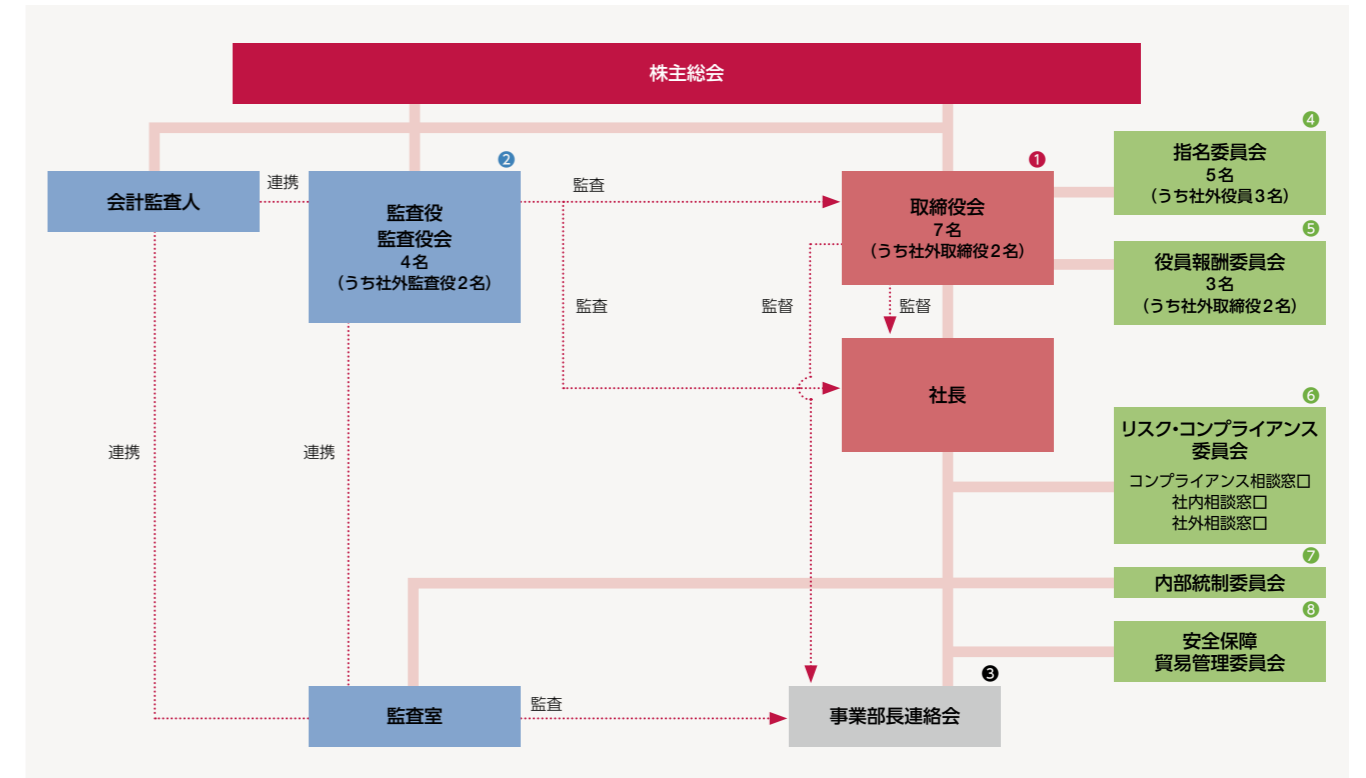 株主総会
❹
指名委員会
5名
(うち社外役員3名)
❷
❶
会計監査人
連携
監査役
監査役会
4名
(うち社外監査役2名)
監査
取締役会
7名
(うち社外取締役2名)
❺
役員報酬委員会
3名
(うち社外取締役2名)
監査
監督
監督
社長
❻
リスク・コンプライアンス
委員会
コンプライアンス相談窓口
社内相談窓口
社外相談窓口
連携
連携
❼
内部統制委員会
❽
安全保障
貿易管理委員会
監査室
監査
❸
事業部長連絡会